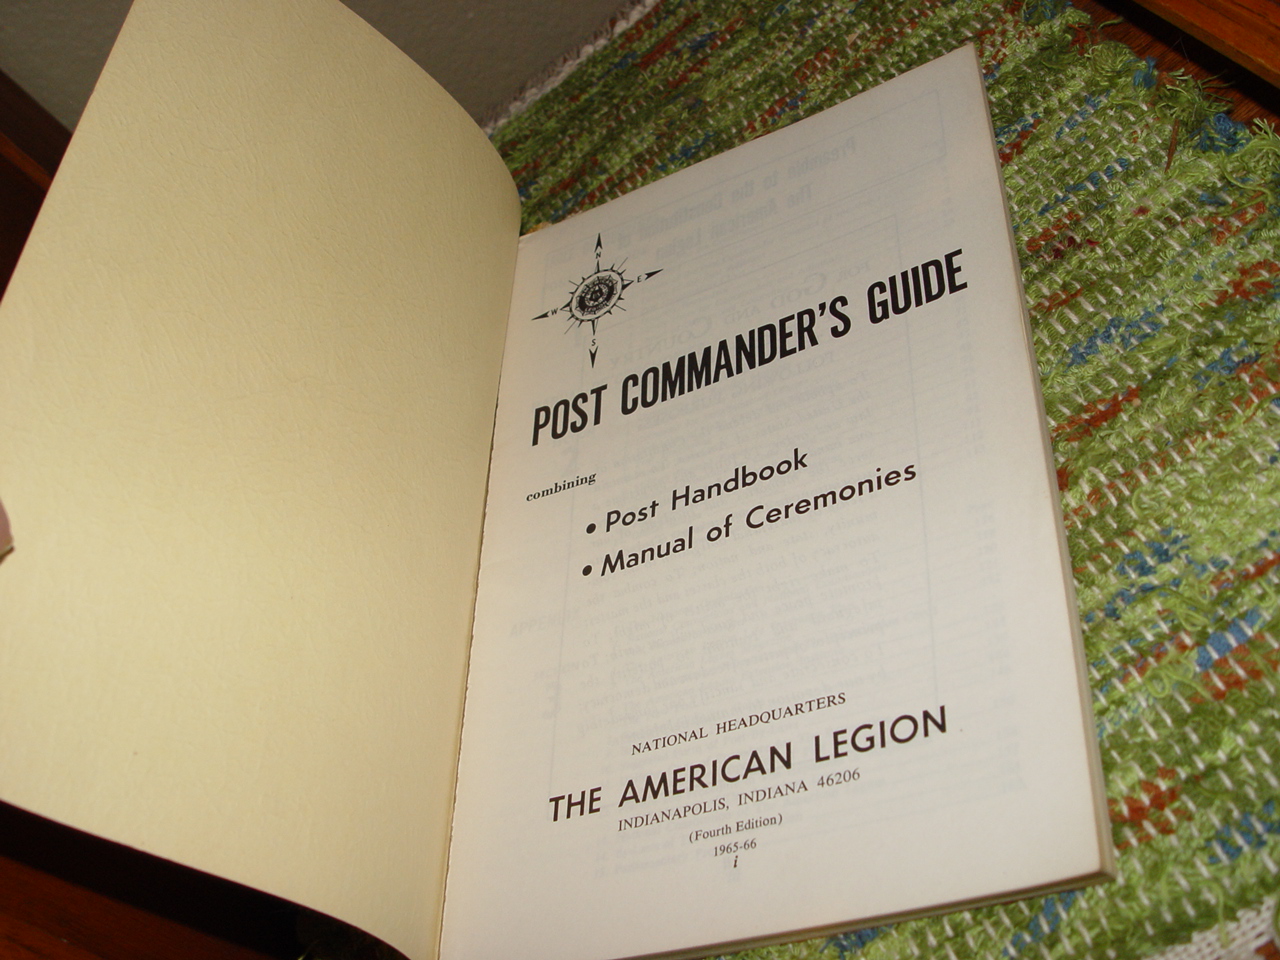 N
E
W
S
POST COMMANDER'S GUIDE
combining
• Post Handbook
• Manual of Ceremonies
NATIONAL HEADQUARTERS
THE AMERICAN LEGION
INDIANAPOLIS, INDIANA 46206
(Fourth Edition)
1965-66
i